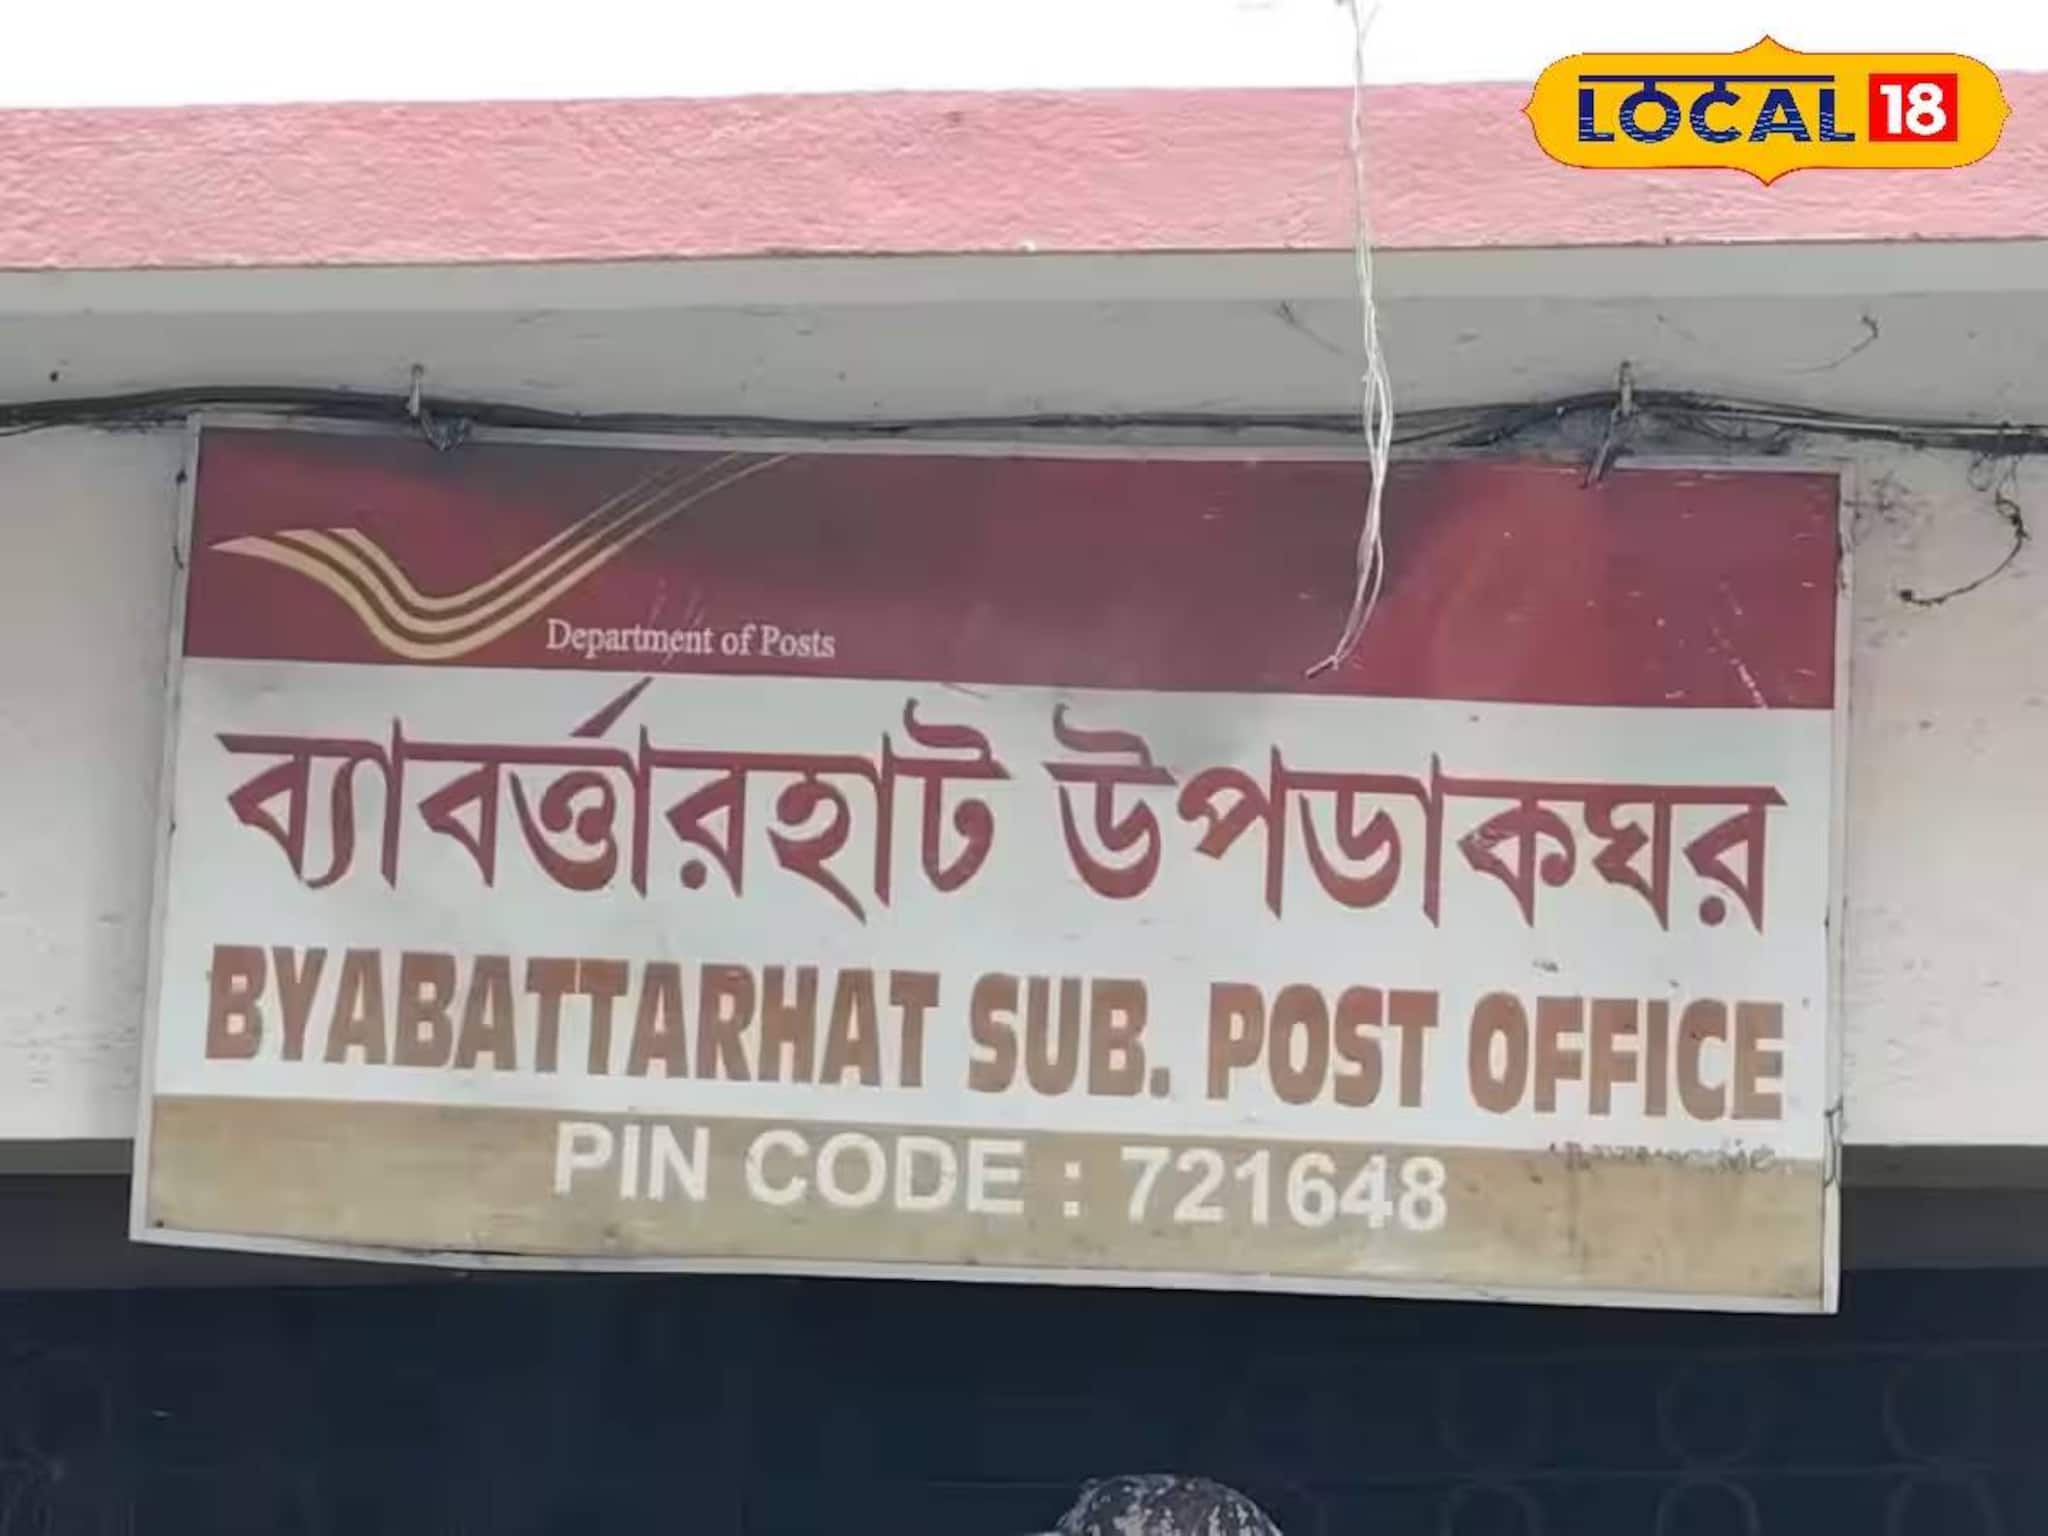 LOCAL 18
Department of Posts
ব্যাবর্ত্তারহাট উপডাকঘর
BYABATTARHAT SUB. POST OFFICE
PIN CODE : 721648